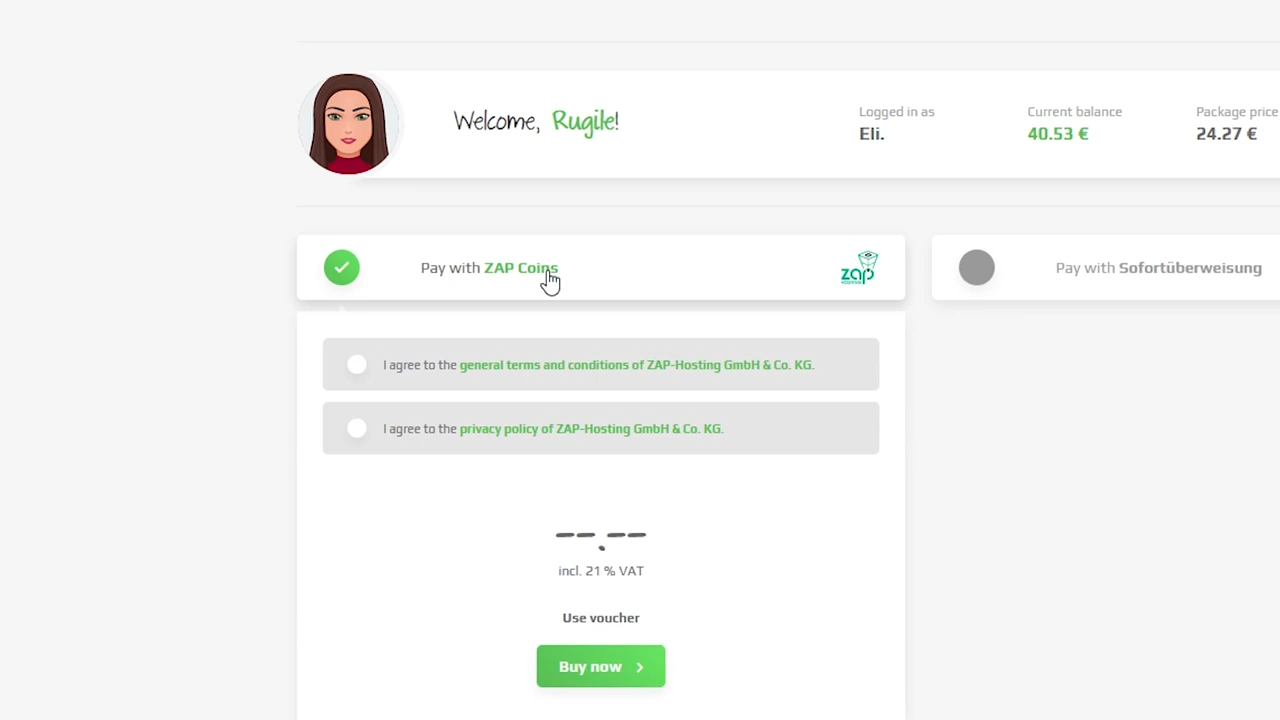 Welcome, Rugile!
Logged in as
Eli.
Current balance
40.53 €
Package price
24.27 €
Pay with ZAP Coins
zap
HOSTING
Pay with Sofortüberweisung
I agree to the general terms and conditions of ZAP-Hosting GmbH & Co. KG.
I agree to the privacy policy of ZAP-Hosting GmbH & Co. KG.
--.--
incl. 21 % VAT
Use voucher
Buy now